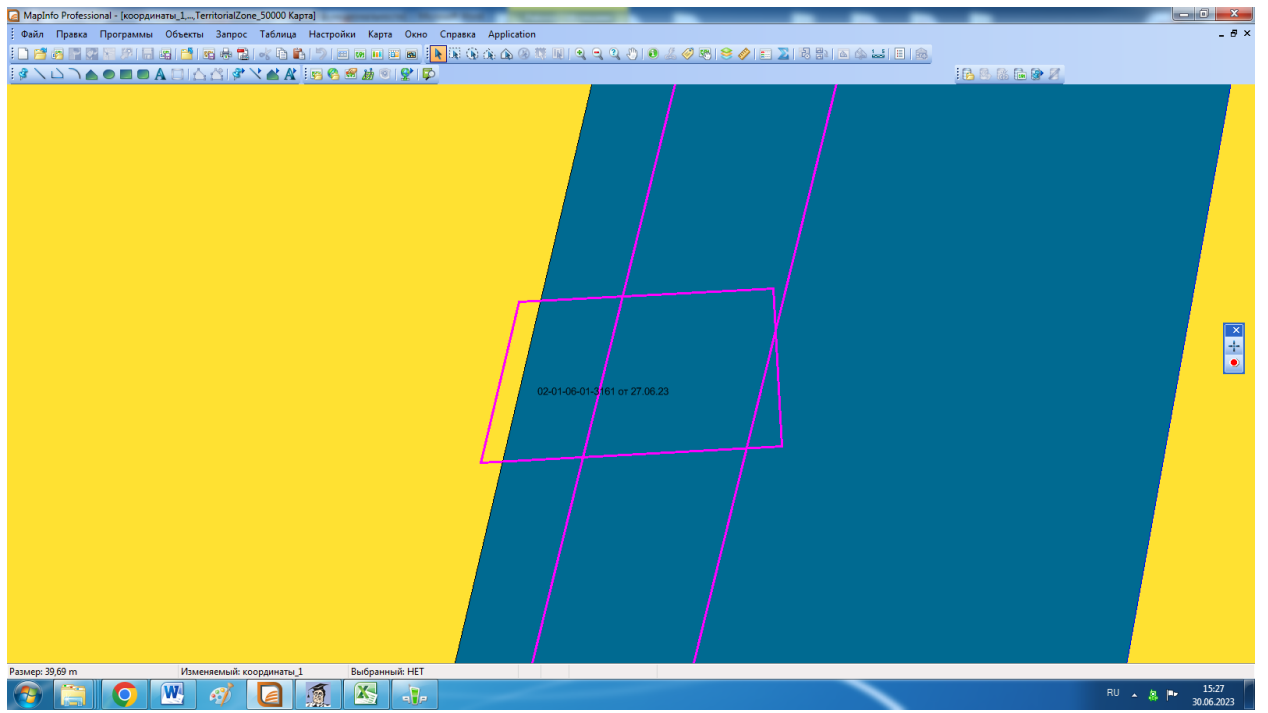 MapInfo Professional - [координаты_1,...,TerritorialZone_50000 Карта]
Файл Правка Программы Объекты Запрос Таблица Настройки Карта Окно Справка Application
02-01-06-01-3161 от 27.06.23
Размер: 39,69 m Изменяемый: координаты_1 Выбранный: НЕТ
RU 15:27
30.06.2023